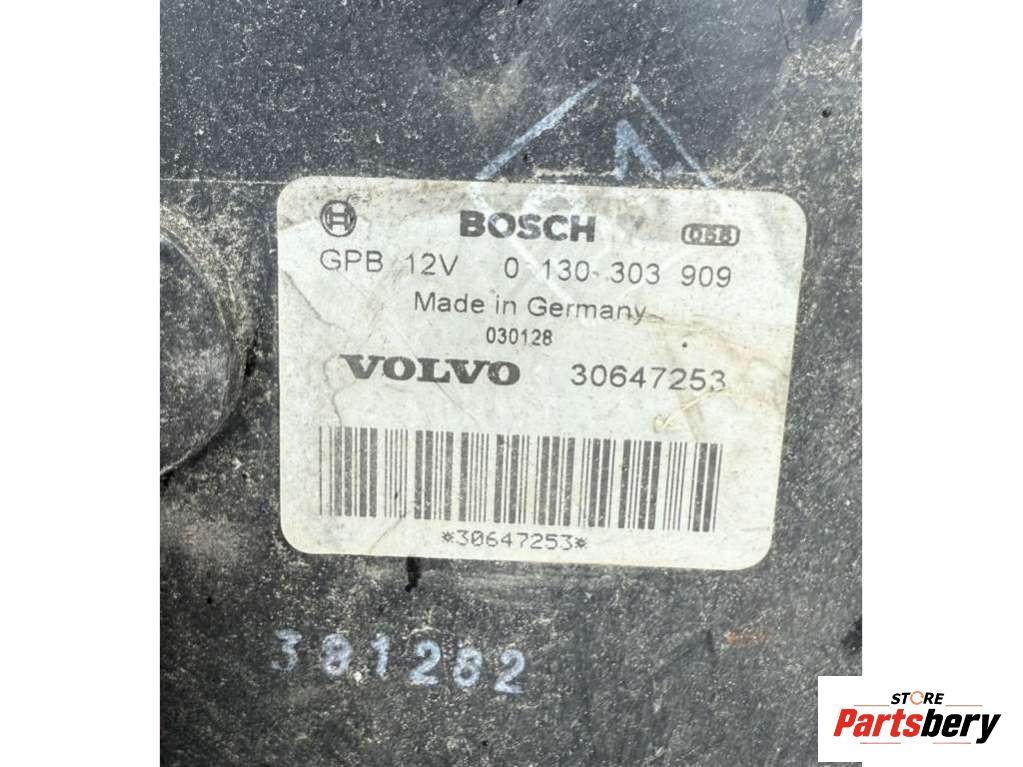 BOSCH
GPB 12V 0 130 303 909
Made in Germany
030128
VOLVO 30647253
*30647253*
381282
STORE
Partsbery